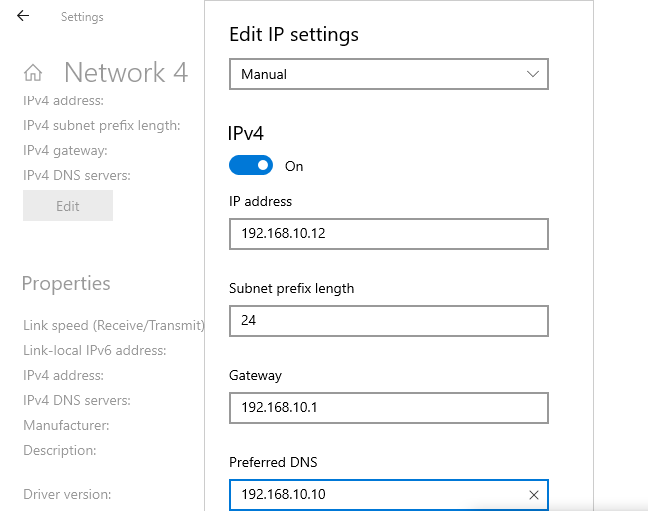 Settings
Network 4
IPv4 address:
IPv4 subnet prefix length:
IPv4 gateway:
IPv4 DNS servers:
Edit
Properties
Link speed (Receive/Transmit)
Link-local IPv6 address:
IPv4 address:
IPv4 DNS servers:
Manufacturer:
Description:
Driver version:
Edit IP settings
Manual
IPv4
On
IP address
192.168.10.12
Subnet prefix length
24
Gateway
192.168.10.1
Preferred DNS
192.168.10.10